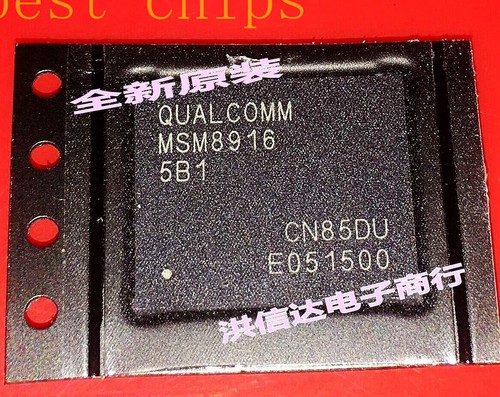 best chips
全新原装
QUALCOMM
MSM8916
5B1
CN85DU
E051500
洪信达电子商行